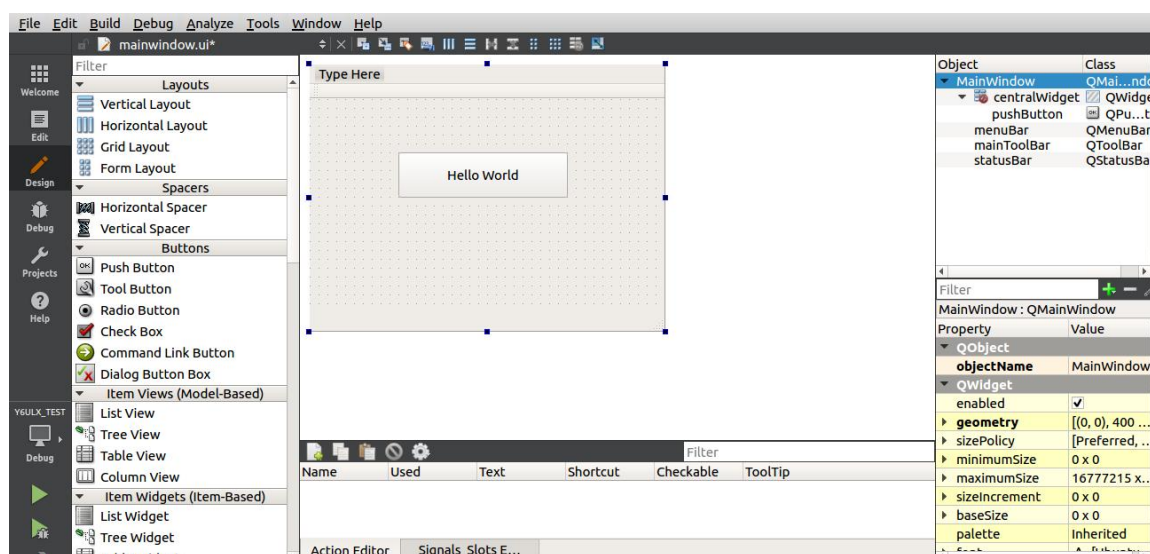 File Edit Build Debug Analyze Tools Window Help
mainwindow.ui*
Welcome
Edit
Design
Debug
Projects
Help
Y6ULX_TEST
Debug
Filter
Layouts
Vertical Layout
Horizontal Layout
Grid Layout
Form Layout
Spacers
Horizontal Spacer
Vertical Spacer
Buttons
OK Push Button
Tool Button
Radio Button
Check Box
Command Link Button
Dialog Button Box
Item Views (Model-Based)
List View
Tree View
Table View
Column View
Item Widgets (Item-Based)
List Widget
Tree Widget
Type Here
Hello World
Filter
Name Used Text Shortcut Checkable ToolTip
Action Editor Signals Slots E...
Object Class
MainWindow QMai...ndo
centralWidget QWidge
pushButton QPu...t
menuBar QMenuBar
mainToolBar QToolBar
statusBar QStatusBa
Filter
MainWindow : QMainWindow
Property Value
QObject
objectName MainWindow
QWidget
enabled
geometry [(0, 0), 400 ...
sizePolicy [Preferred, ...
minimumSize 0 x 0
maximumSize 16777215 x...
sizeIncrement 0 x 0
baseSize 0 x 0
palette Inherited